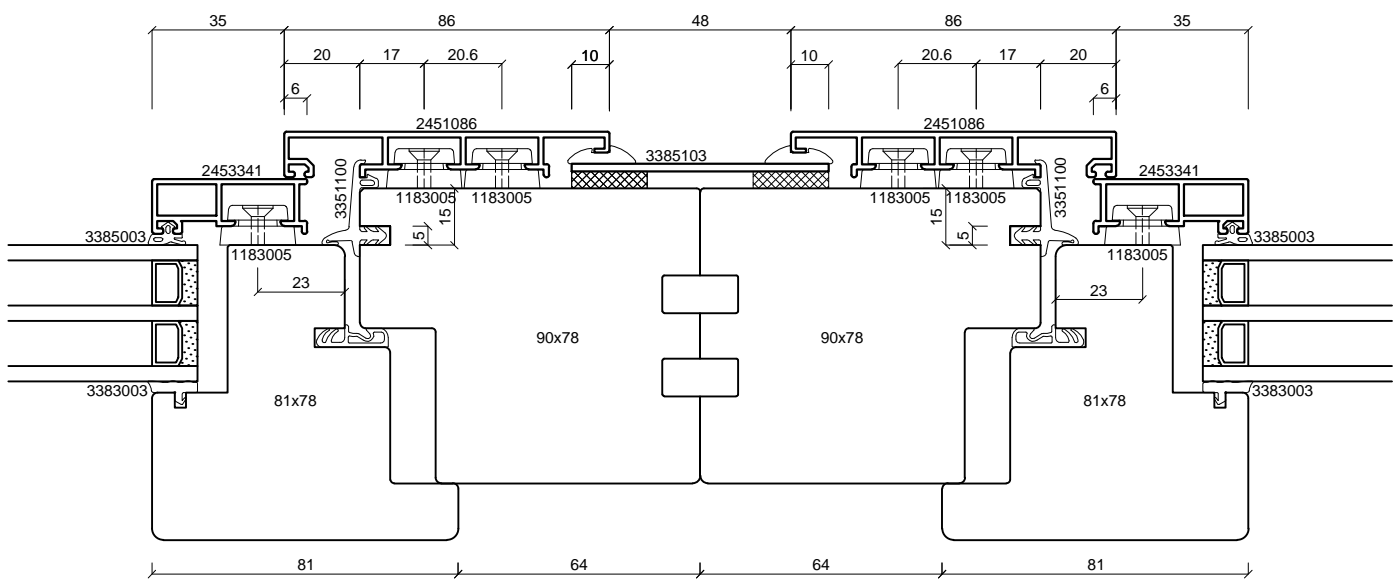 35 86 48 86 35
20 17 20.6 10 10 20.6 17 20
6 6
2451086 2451086
3385103
2453341 2453341
3351100 3351100
1183005 1183005 1183005 1183005
15 15
5 5
3385003 3385003
1183005 1183005
23 23
90x78 90x78
3383003 3383003
81x78 81x78
81 64 64 81